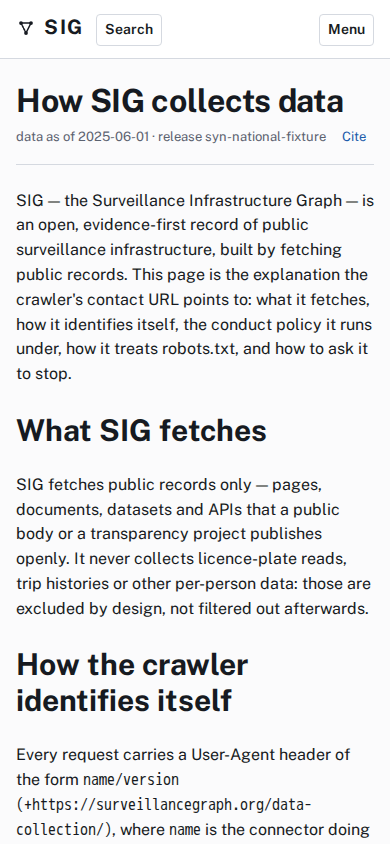 SIG Search Menu
How SIG collects data
data as of 2025-06-01 · release syn-national-fixture Cite
SIG — the Surveillance Infrastructure Graph — is
an open, evidence-first record of public
surveillance infrastructure, built by fetching
public records. This page is the explanation the
crawler's contact URL points to: what it fetches,
how it identifies itself, the conduct policy it runs
under, how it treats robots.txt, and how to ask it
to stop.
What SIG fetches
SIG fetches public records only — pages,
documents, datasets and APIs that a public
body or a transparency project publishes
openly. It never collects licence-plate reads,
trip histories or other per-person data: those are
excluded by design, not filtered out afterwards.
How the crawler
identifies itself
Every request carries a User-Agent header of
the form name/version
(+https://surveillancegraph.org/data-
collection/), where name is the connector doing